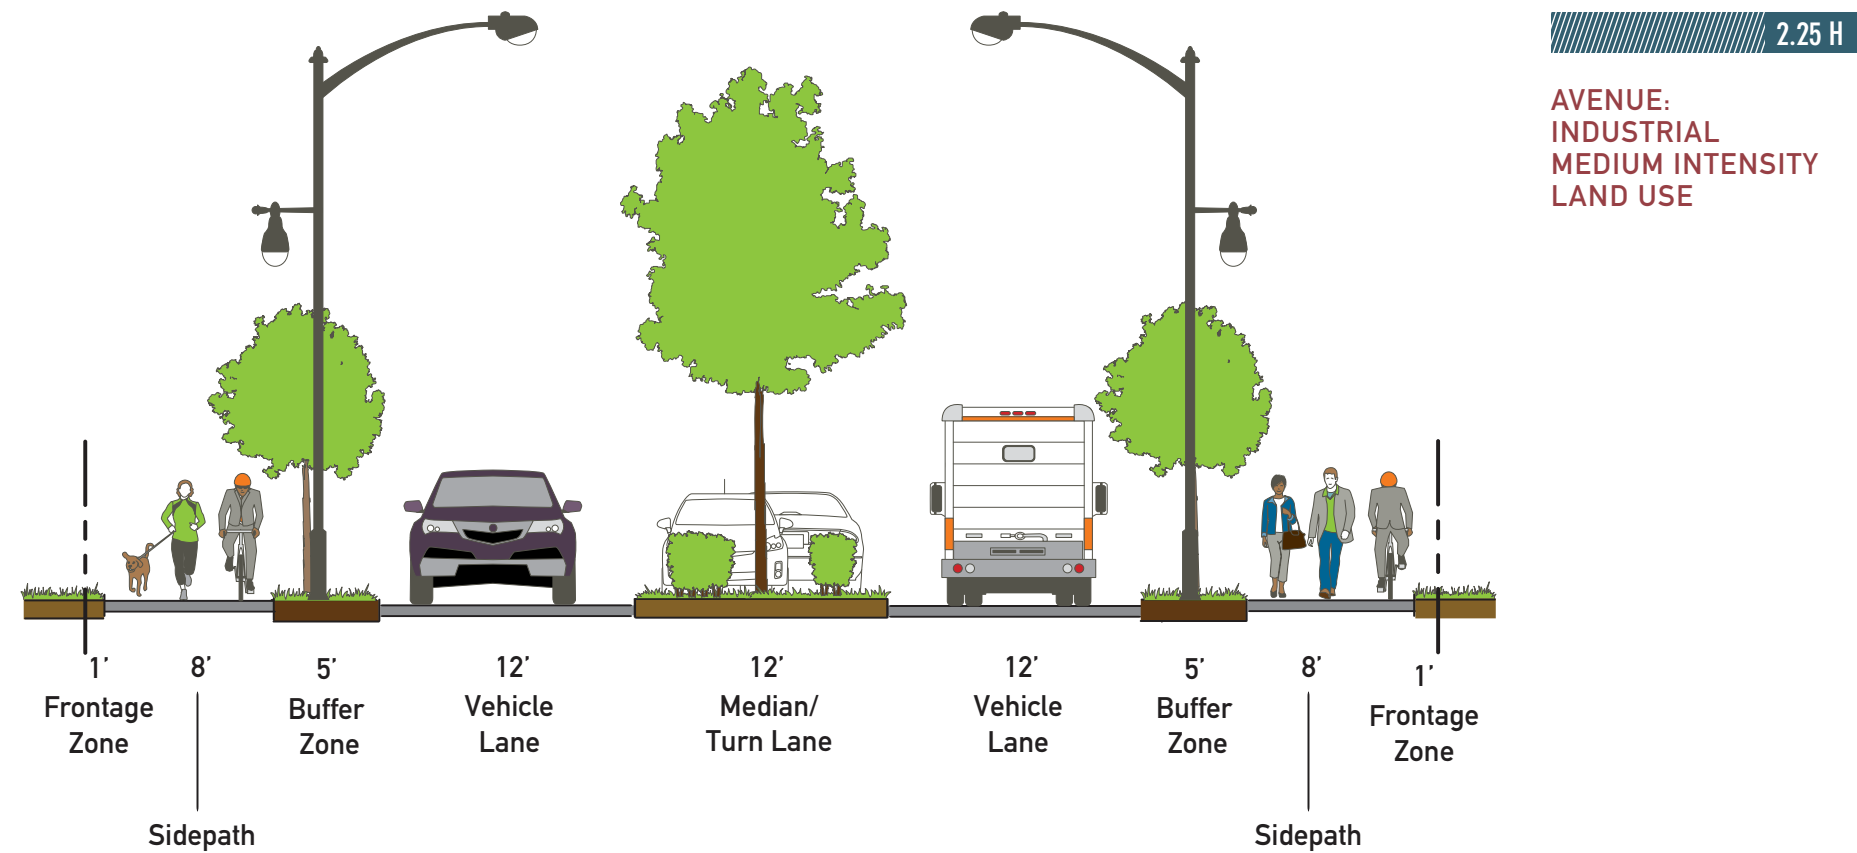 2.25 H
AVENUE:
INDUSTRIAL
MEDIUM INTENSITY
LAND USE
1’
Frontage
Zone
8’
Sidepath
5’
Buffer
Zone
12’
Vehicle
Lane
12’
Median/
Turn Lane
12’
Vehicle
Lane
5’
Buffer
Zone
8’
Sidepath
1’
Frontage
Zone